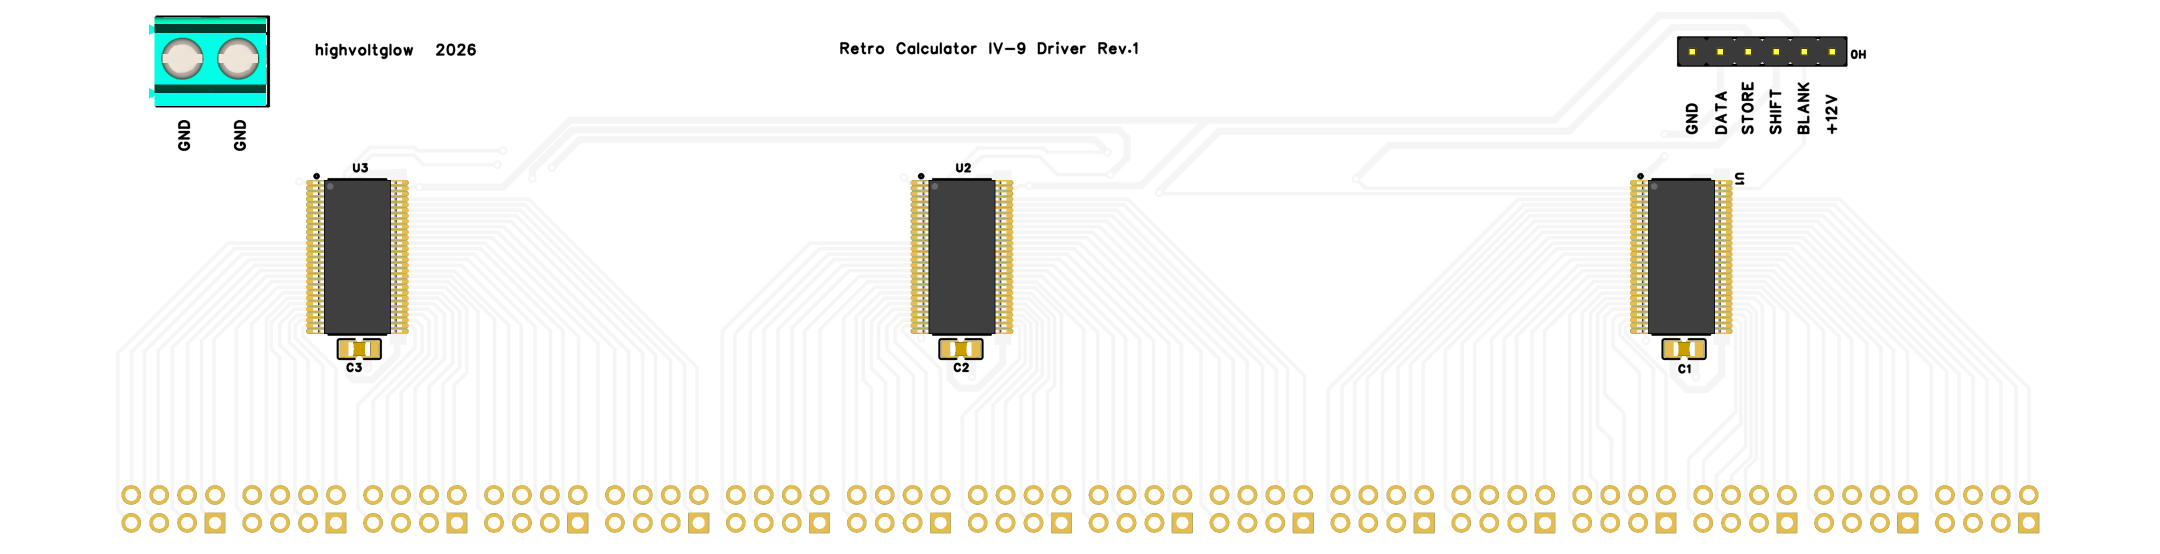 highvoltglow 2026
Retro Calculator IV-9 Driver Rev.1
H0
GND
GND
GND
DATA
STORE
SHIFT
BLANK
+12V
U3
U2
U1
C3
C2
C1